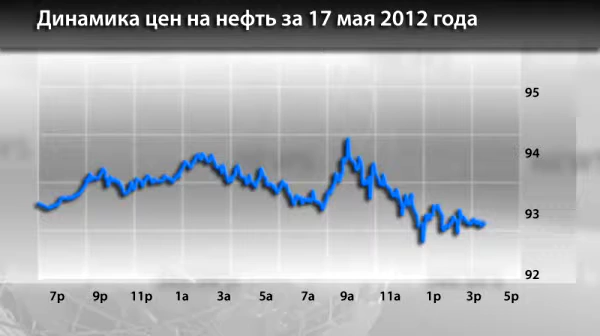 Динамика цен на нефть за 17 мая 2012 года
95
94
93
92
7p 9p 11p 1a 3a 5a 7a 9a 11a 1p 3p 5p